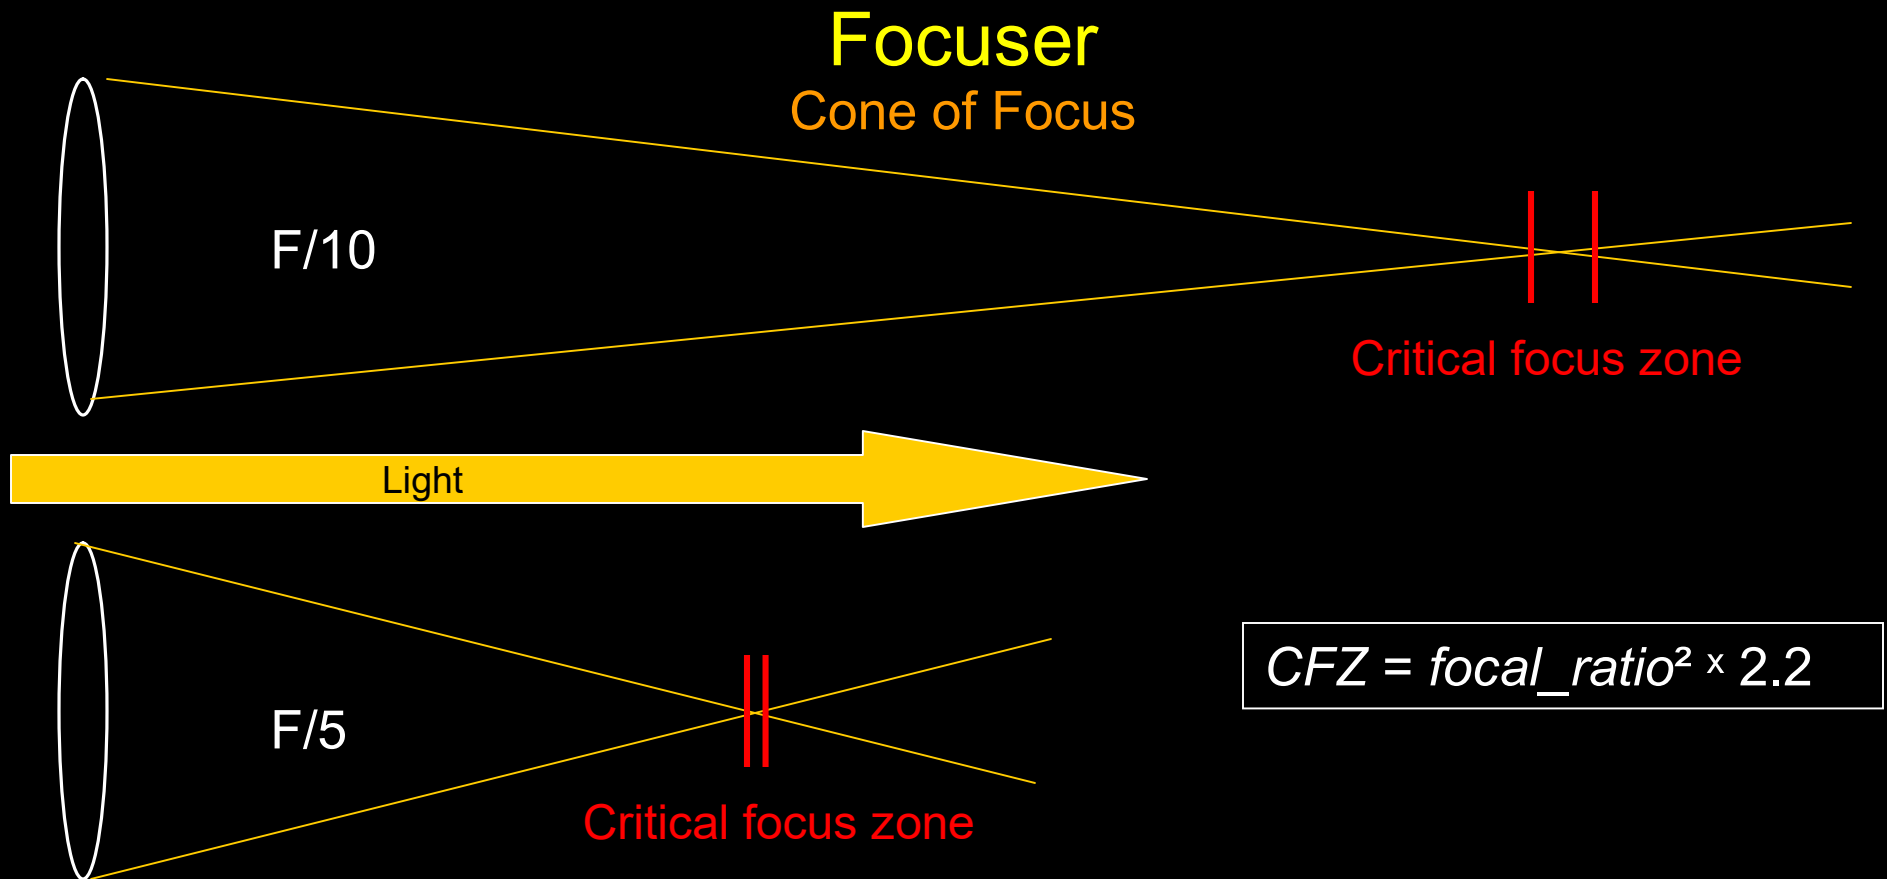 Focuser
Cone of Focus
F/10
Critical focus zone
Light
CFZ = focal_ratio² x 2.2
F/5
Critical focus zone